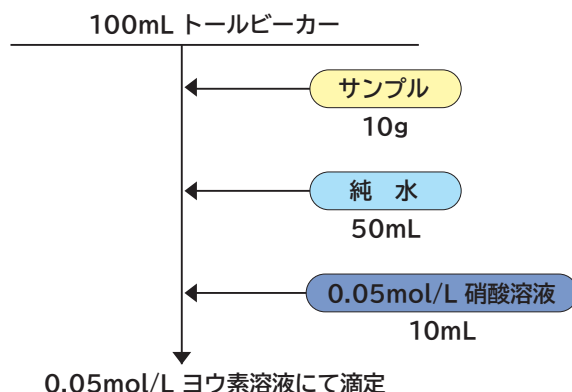 100mL トールビーカー
サンプル
10g
純 水
50mL
0.05mol/L 硝酸溶液
10mL
0.05mol/L ヨウ素溶液にて滴定